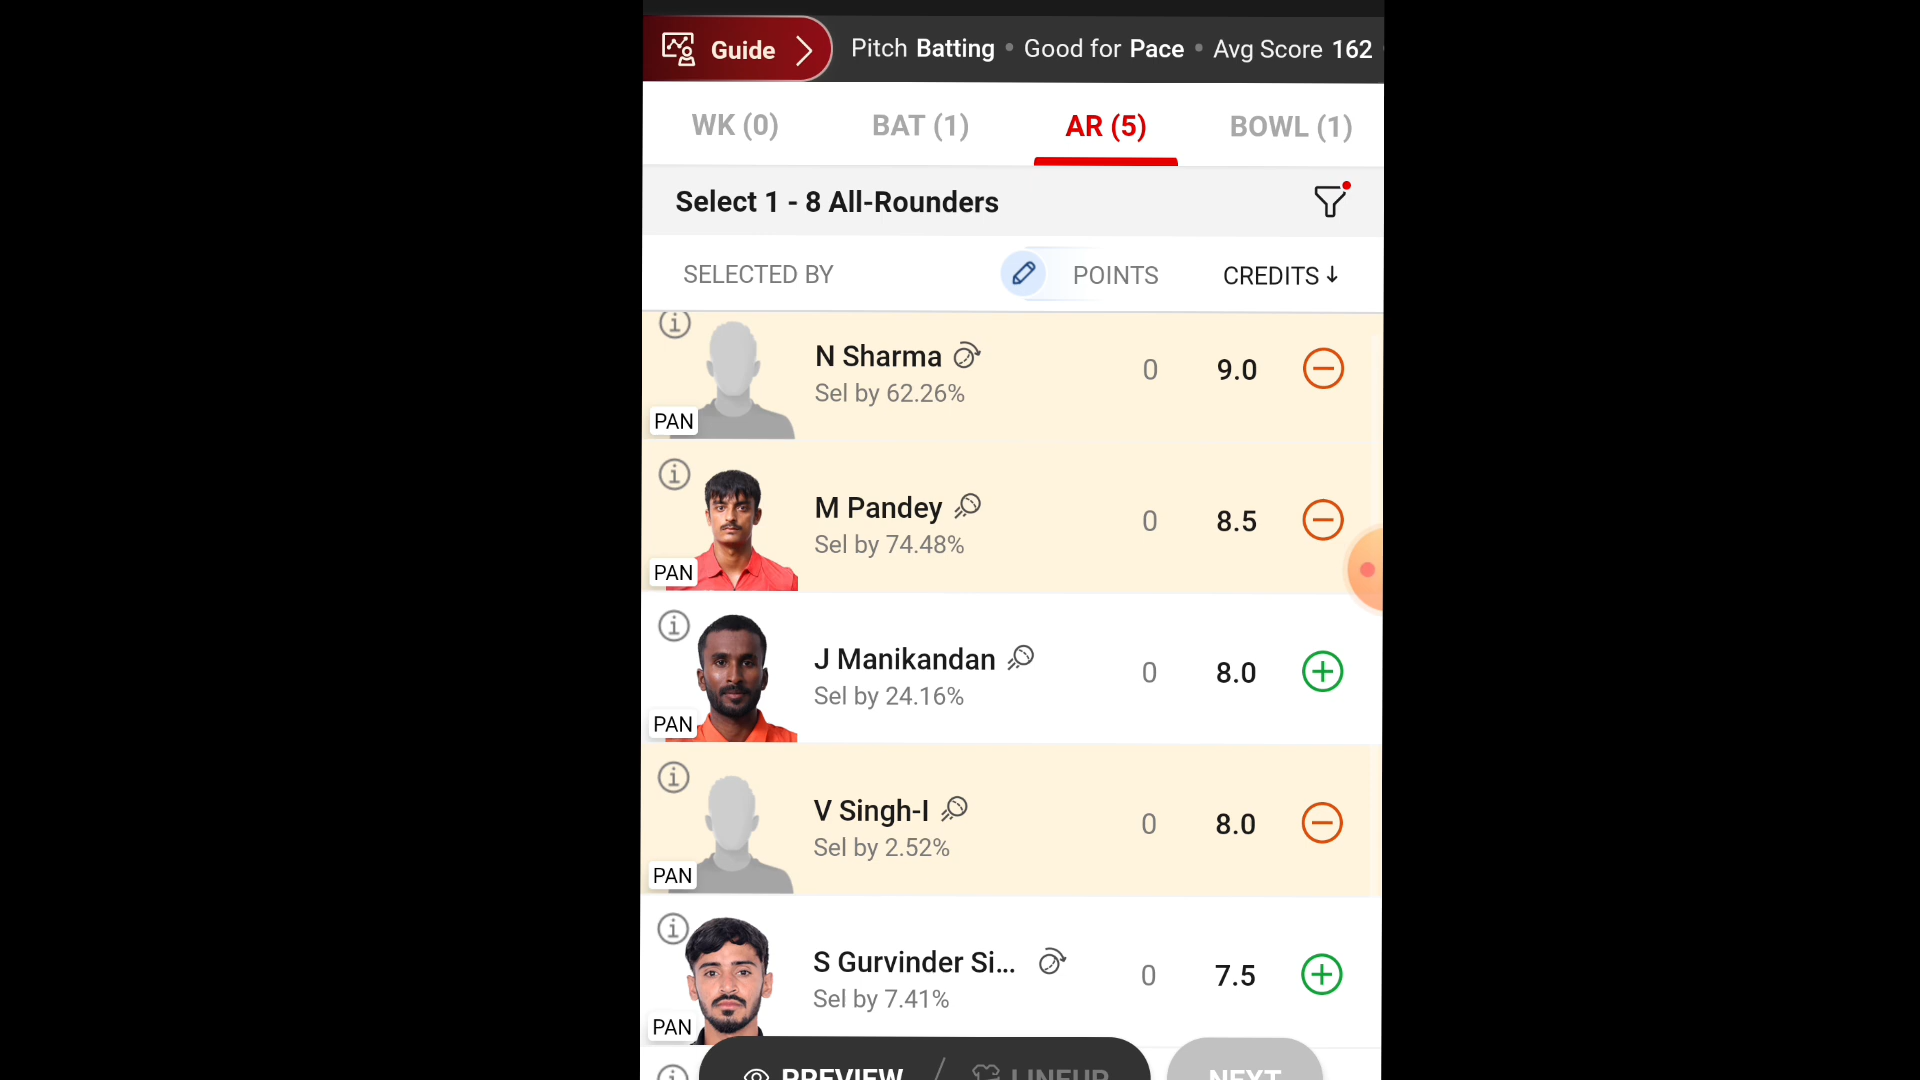 Guide
Pitch Batting • Good for Pace • Avg Score 162
WK (0) BAT (1) AR (5) BOWL (1)
Select 1 - 8 All-Rounders
SELECTED BY POINTS CREDITS↓
N Sharma
Sel by 62.26%
0 9.0
PAN
M Pandey
Sel by 74.48%
0 8.5
PAN
J Manikandan
Sel by 24.16%
0 8.0
PAN
V Singh-I
Sel by 2.52%
0 8.0
PAN
S Gurvinder Si...
Sel by 7.41%
0 7.5
PAN
PREVIEW / LINEUP NEXT